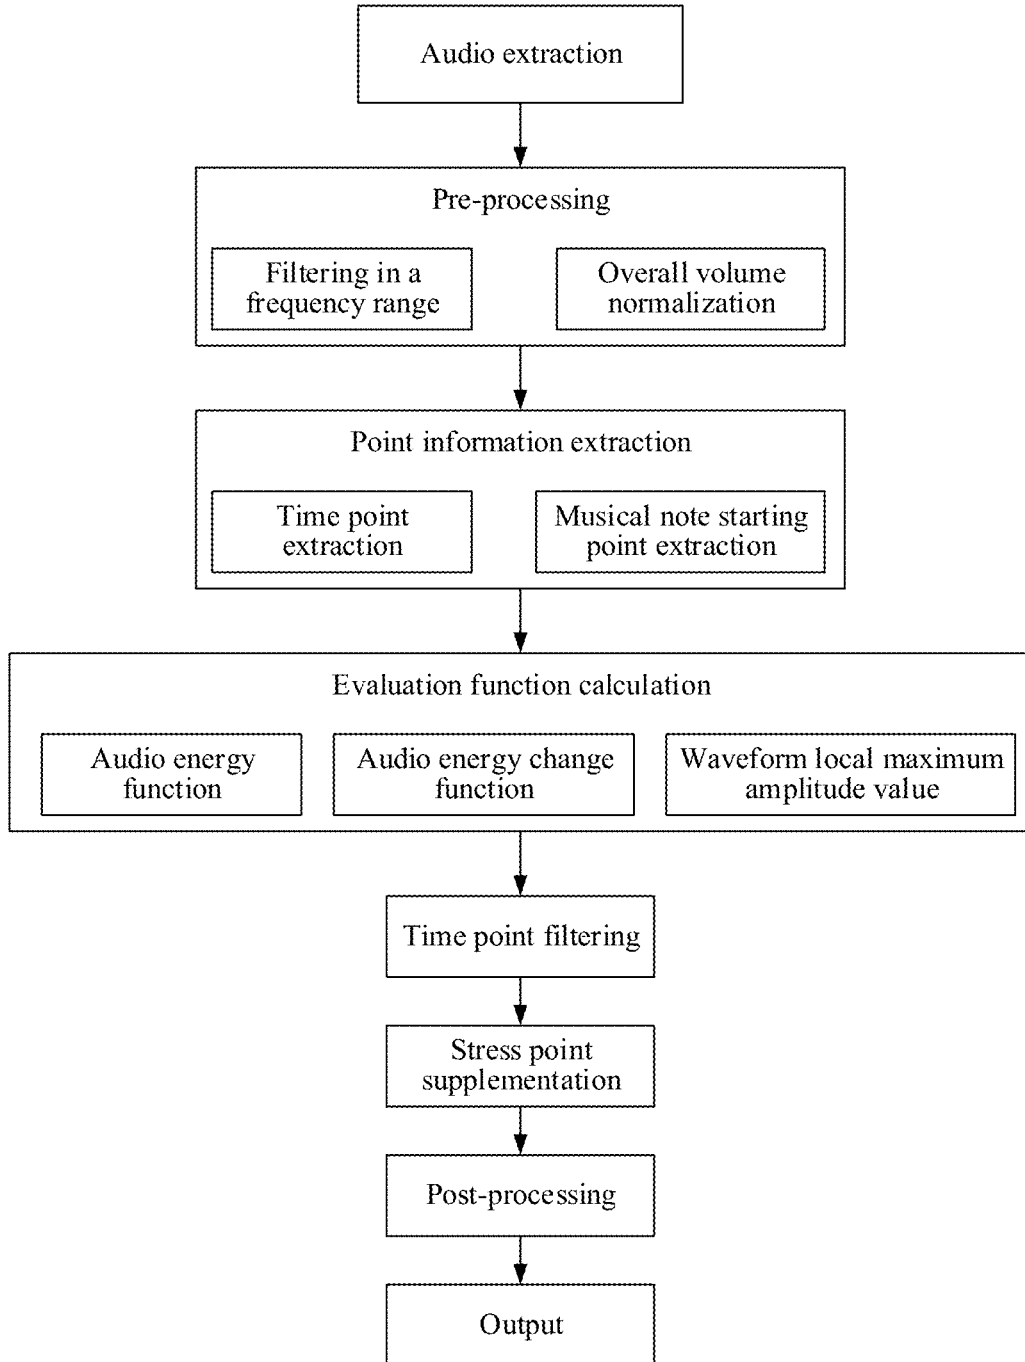 Audio extraction
Pre-processing
Filtering in a
frequency range
Overall volume
normalization
Point information extraction
Time point
extraction
Musical note starting
point extraction
Evaluation function calculation
Audio energy
function
Audio energy change
function
Waveform local maximum
amplitude value
Time point filtering
Stress point
supplementation
Post-processing
Output